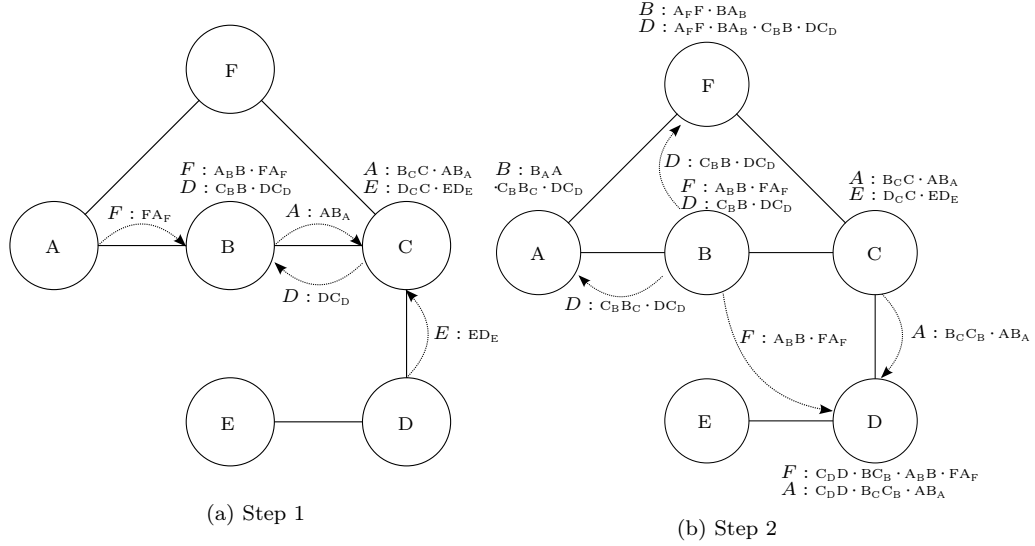 F
F : A_BB · FA_F
D : C_BB · DC_D
A : B_CC · AB_A
E : D_CC · ED_E
F : FA_F
A : AB_A
A
B
C
D : DC_D
E : ED_E
E
D
(a) Step 1
B : A_FF · BA_B
D : A_FF · BA_B · C_BB · DC_D
F
D : C_BB · DC_D
B : B_AA
·C_BB_C · DC_D
F : A_BB · FA_F
D : C_BB · DC_D
A : B_CC · AB_A
E : D_CC · ED_E
A
B
C
D : C_BB_C · DC_D
F : A_BB · FA_F
A : B_CC_B · AB_A
E
D
F : C_DD · BC_B · A_BB · FA_F
A : C_DD · B_CC_B · AB_A
(b) Step 2